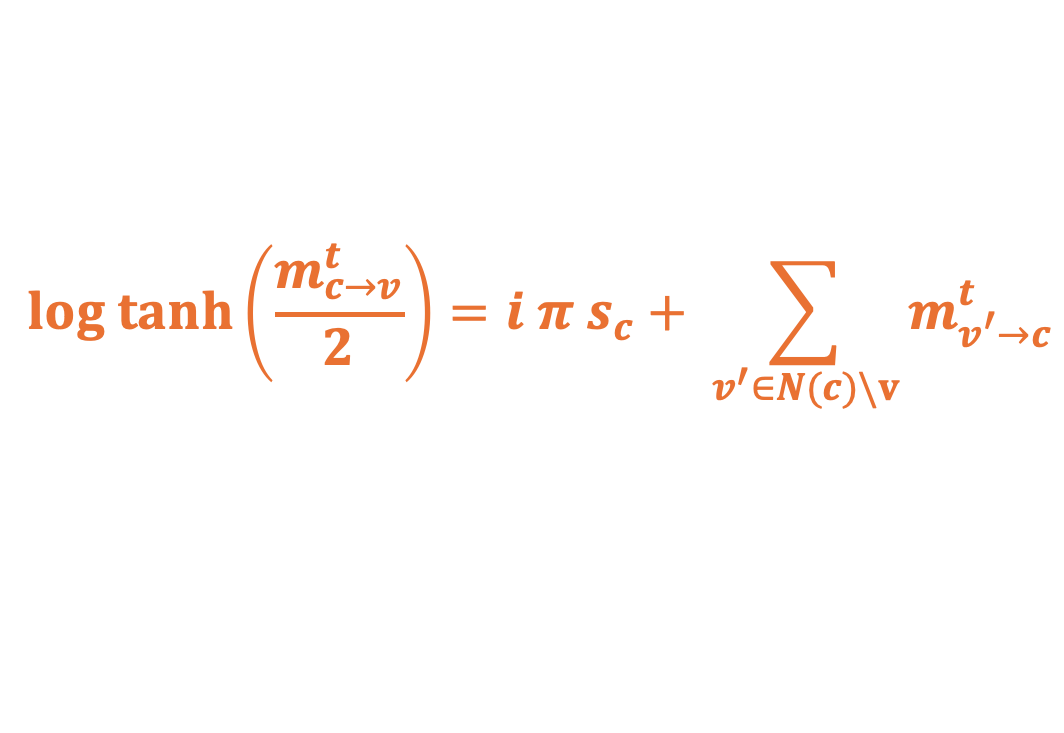 log tanh (m^t_{c→v} / 2) = i π s_c + ∑_{v′∈N(c)\v} m^t_{v′→c}